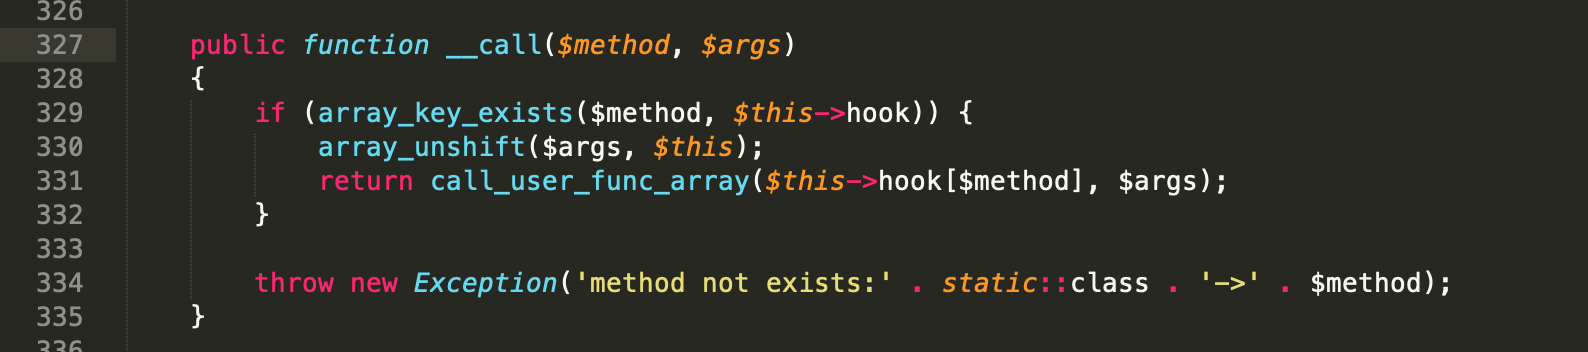 326
327 public function __call($method, $args)
328 {
329 if (array_key_exists($method, $this->hook)) {
330 array_unshift($args, $this);
331 return call_user_func_array($this->hook[$method], $args);
332 }
333
334 throw new Exception('method not exists:' . static::class . '->' . $method);
335 }
336